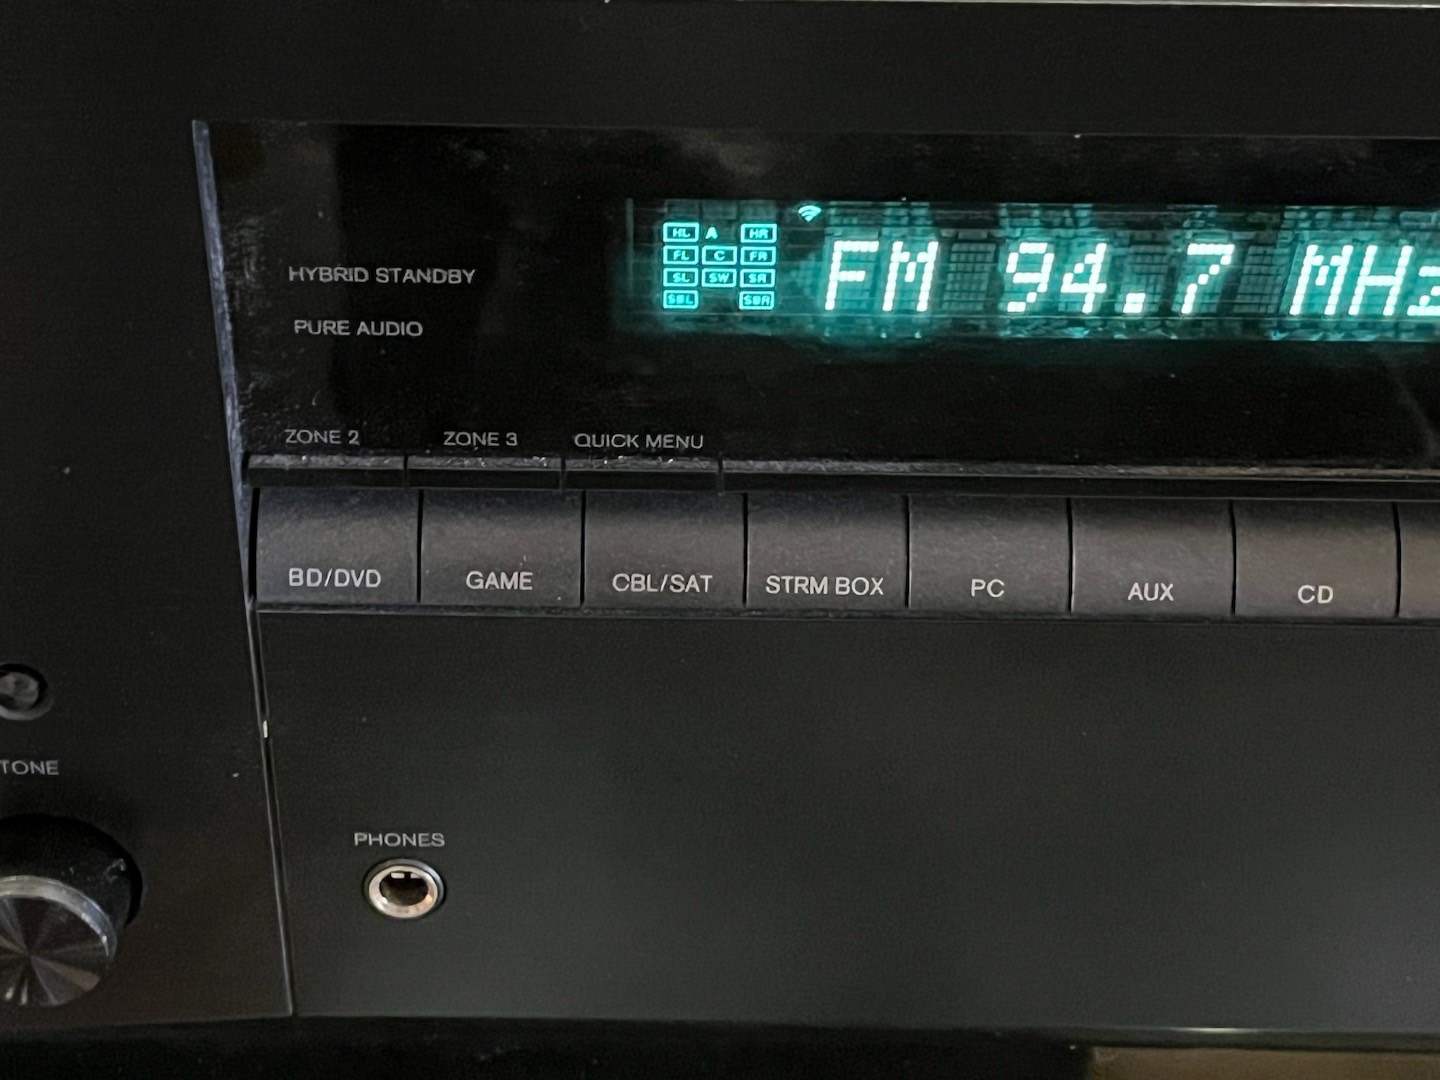 HL A HR
FL C FR
SL SW SR
SBL SBR
FM 94.7 MHz
HYBRID STANDBY
PURE AUDIO
ZONE 2 ZONE 3 QUICK MENU
BD/DVD GAME CBL/SAT STRM BOX PC AUX CD
TONE
PHONES